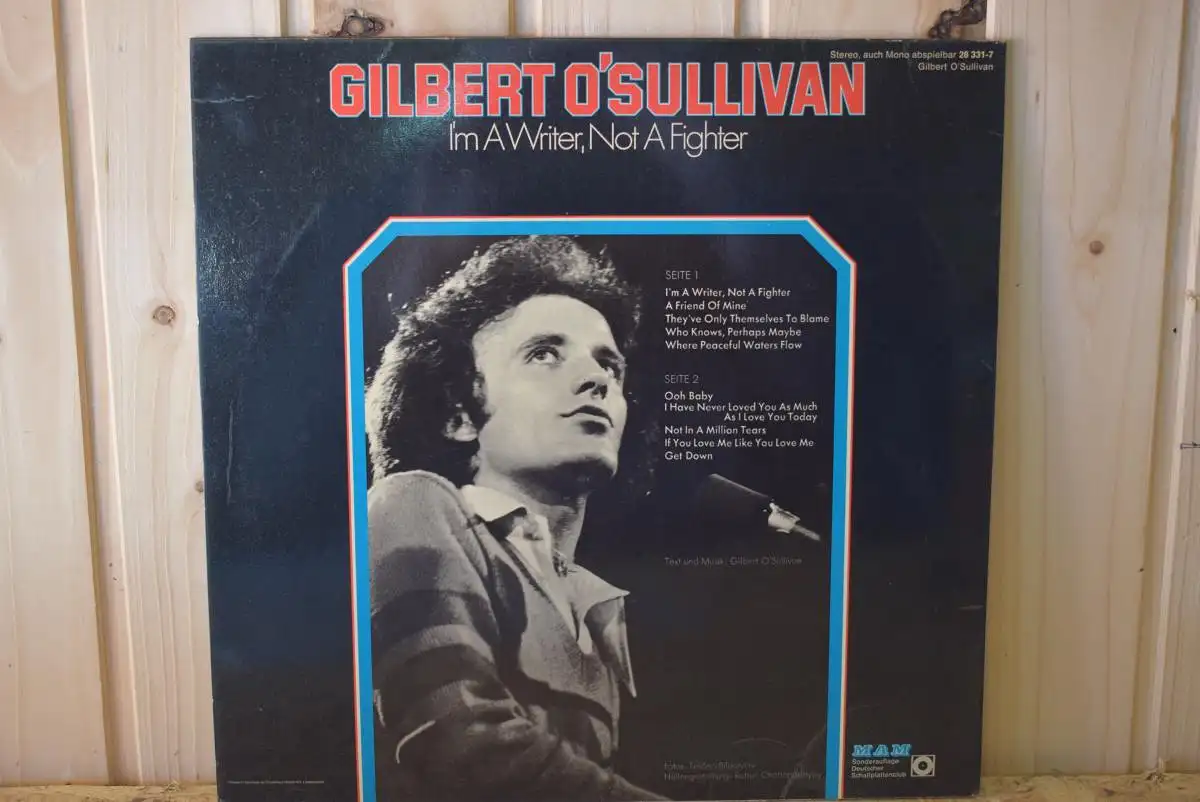 Stereo, auch Mono abspielbar 28 331-7
Gilbert O'Sullivan
GILBERT O'SULLIVAN
I'm A Writer, Not A Fighter
SEITE 1
I'm A Writer, Not A Fighter
A Friend Of Mine
They've Only Themselves To Blame
Who Knows, Perhaps Maybe
Where Peaceful Waters Flow
SEITE 2
Ooh Baby
I Have Never Loved You As Much
As I Love You Today
Not In A Million Tears
If You Love Me Like You Love Me
Get Down
Text und Musik: Gilbert O'Sullivan
MAM
Sonderauflage
Deutscher
Schallplattenclub